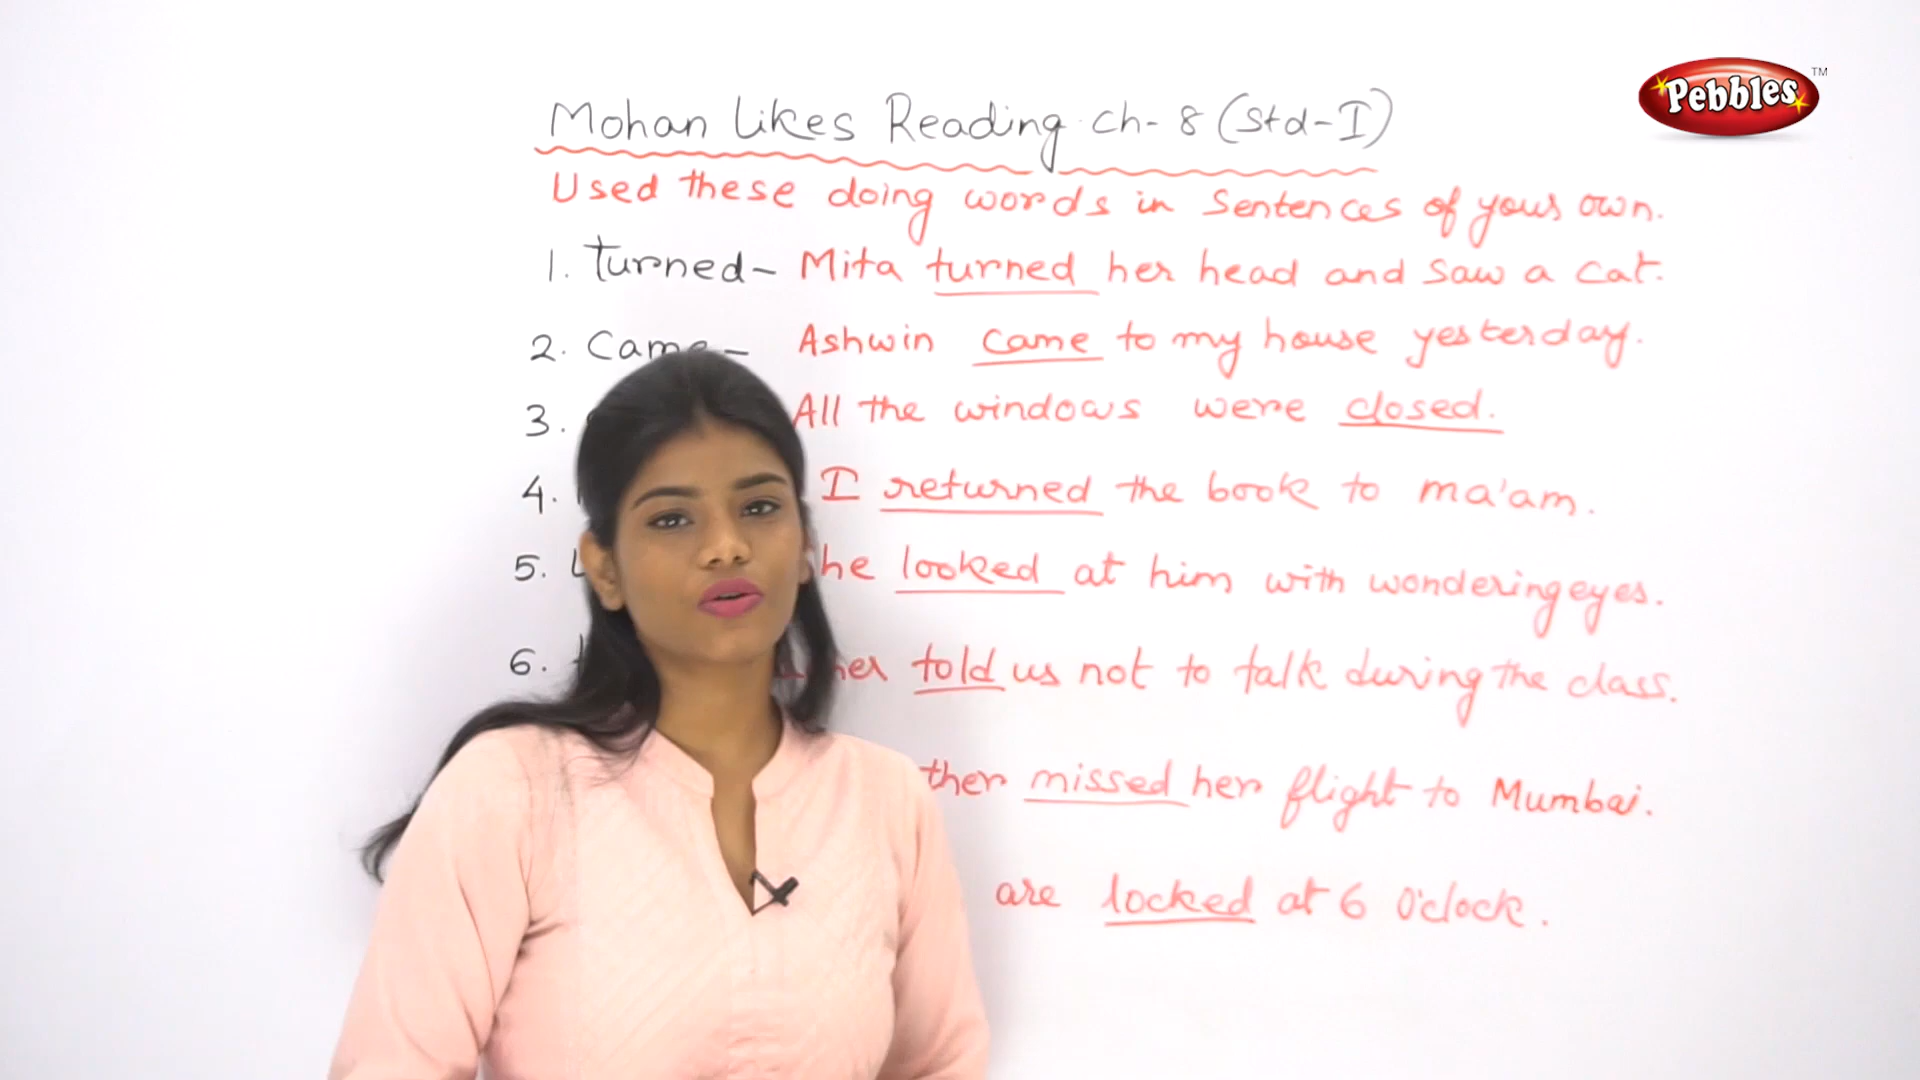 Pebbles TM
Mohan Likes Reading Ch-8 (Std-I)
Used these doing words in Sentences of yous own.
1. Turned- Mita turned her head and saw a cat.
2. Came- Ashwin came to my house yesterday.
3. All the windows were closed.
4. I returned the book to ma'am.
5. he looked at him with wondering eyes.
6. told us not to talk during the class.
missed her flight to Mumbai.
are locked at 6 O'clock.